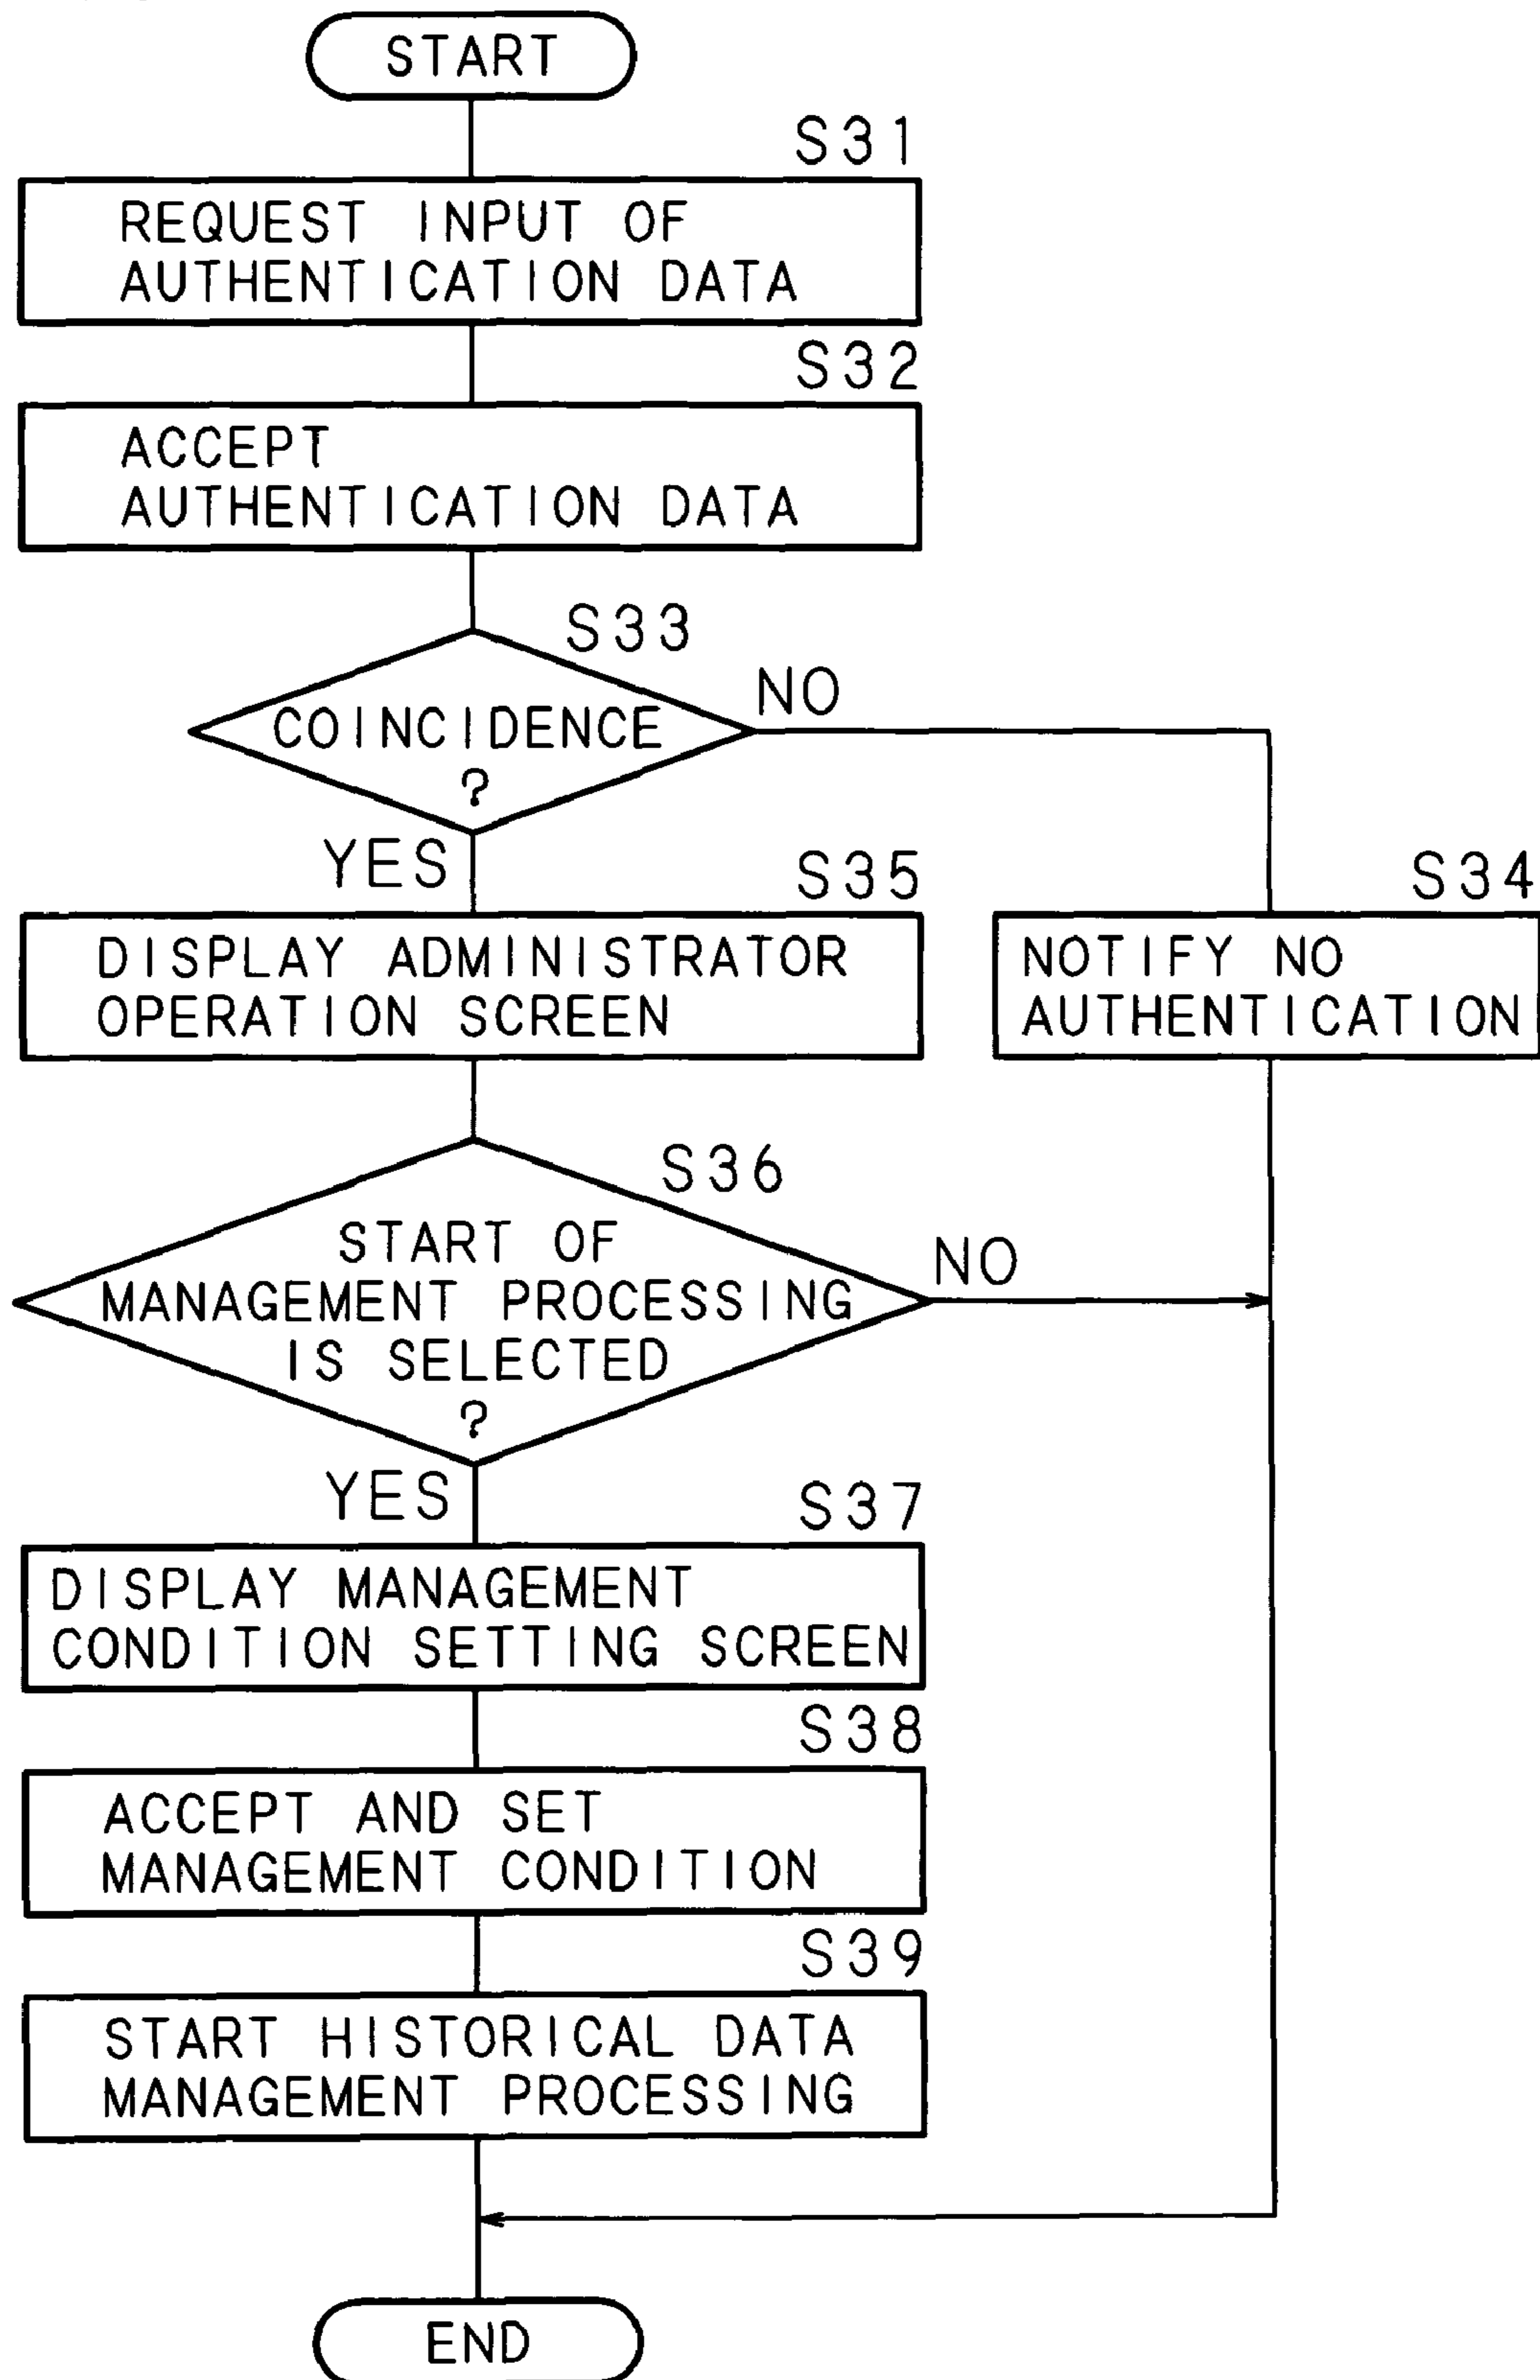 START
S31
REQUEST INPUT OF
AUTHENTICATION DATA
S32
ACCEPT
AUTHENTICATION DATA
S33
COINCIDENCE
?
NO
YES
S35
DISPLAY ADMINISTRATOR
OPERATION SCREEN
S34
NOTIFY NO
AUTHENTICATION
S36
START OF
MANAGEMENT PROCESSING
IS SELECTED
?
NO
YES
S37
DISPLAY MANAGEMENT
CONDITION SETTING SCREEN
S38
ACCEPT AND SET
MANAGEMENT CONDITION
S39
START HISTORICAL DATA
MANAGEMENT PROCESSING
END